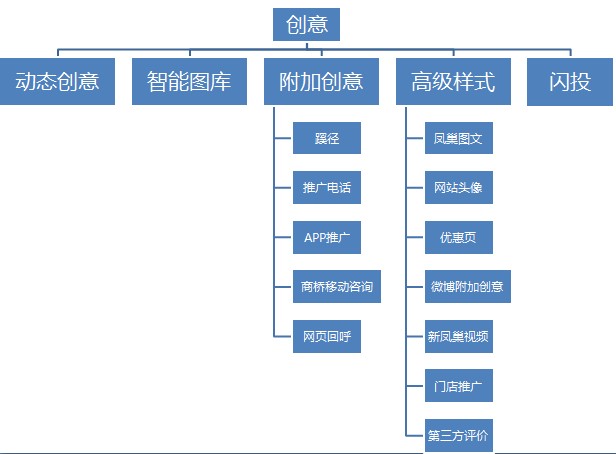 创意
动态创意
智能图库
附加创意
高级样式
闪投
蹊径
推广电话
APP推广
商桥移动咨询
网页回呼
凤巢图文
网站头像
优惠页
微博附加创意
新凤巢视频
门店推广
第三方评价